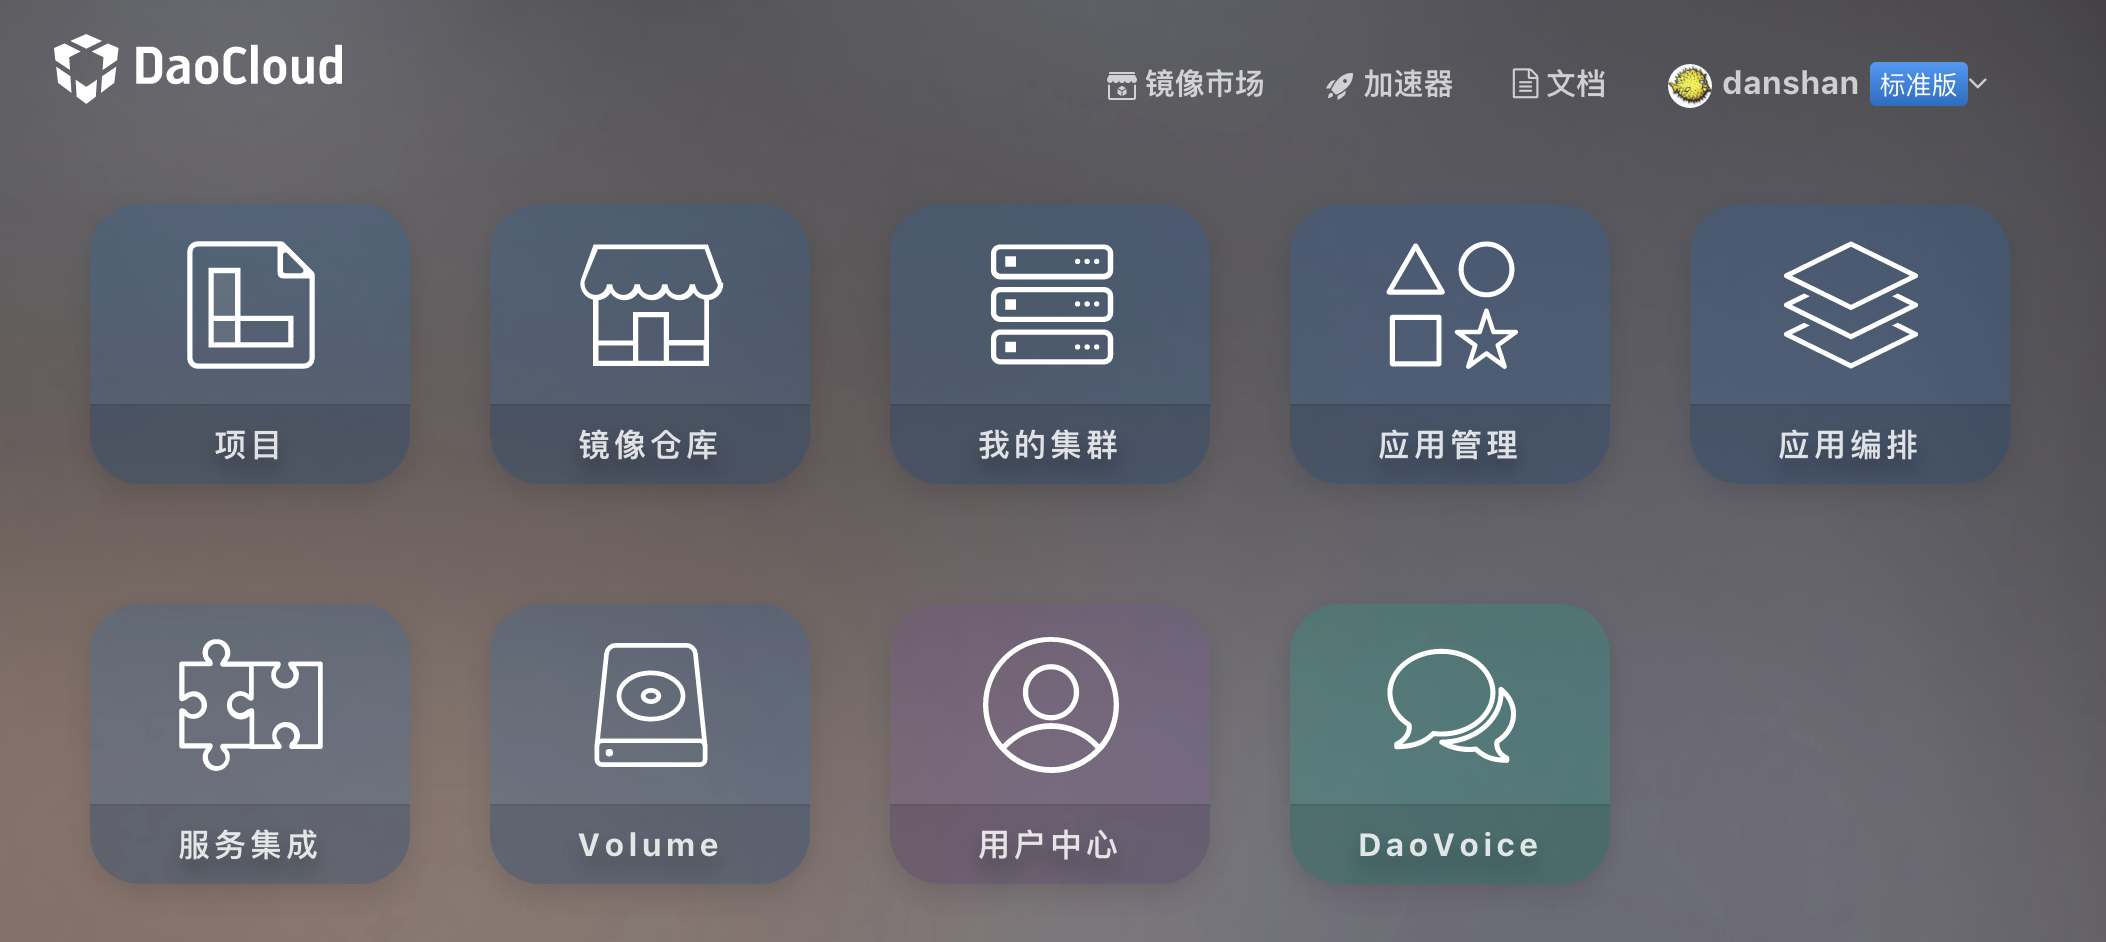 DaoCloud
镜像市场 加速器 文档 danshan 标准版
项目 镜像仓库 我的集群 应用管理 应用编排
服务集成 Volume 用户中心 DaoVoice